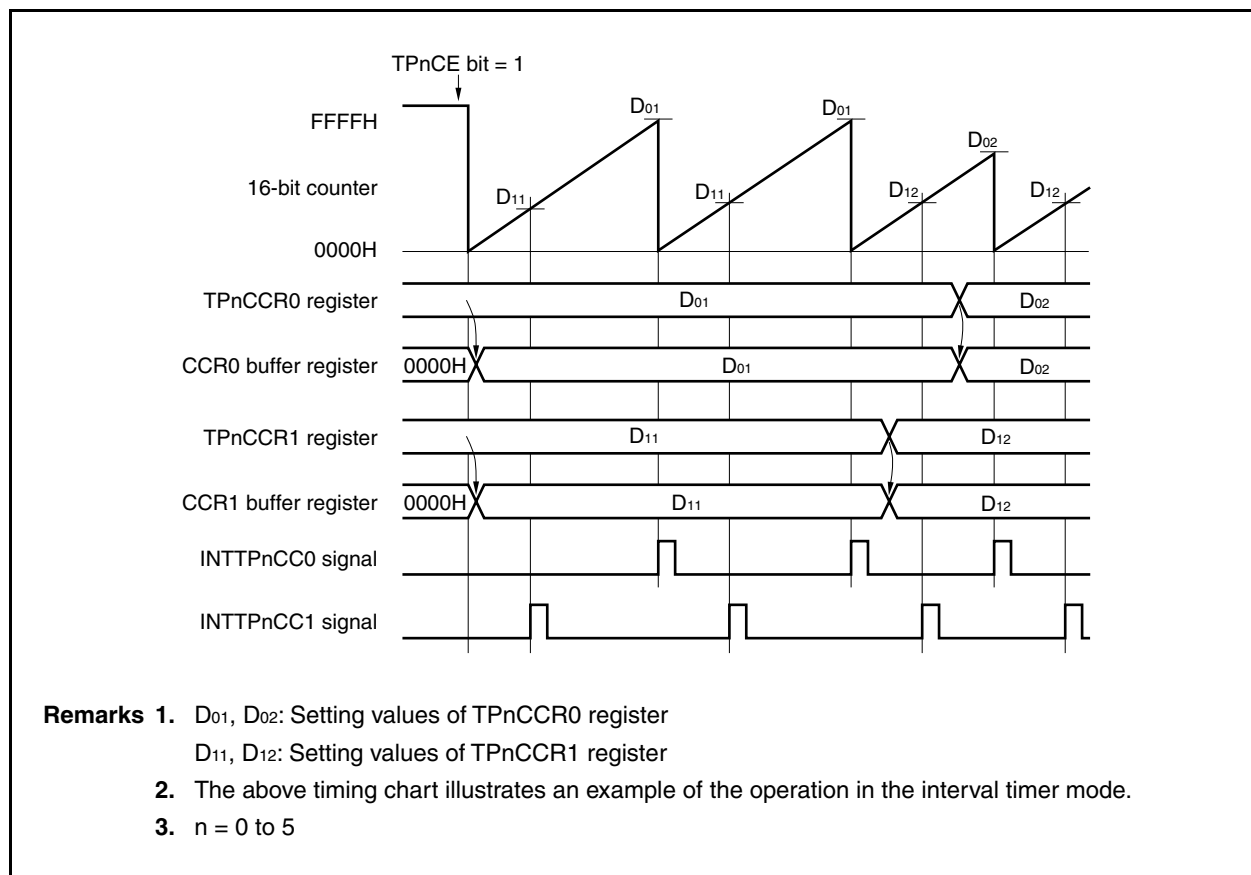 TPnCE bit = 1
FFFFH
D01
D01
D02
16-bit counter
D11
D11
D12
D12
0000H
TPnCCR0 register
D01
D02
CCR0 buffer register
0000H
D01
D02
TPnCCR1 register
D11
D12
CCR1 buffer register
0000H
D11
D12
INTTPnCC0 signal
INTTPnCC1 signal
Remarks 1. D01, D02: Setting values of TPnCCR0 register
D11, D12: Setting values of TPnCCR1 register
2. The above timing chart illustrates an example of the operation in the interval timer mode.
3. n = 0 to 5